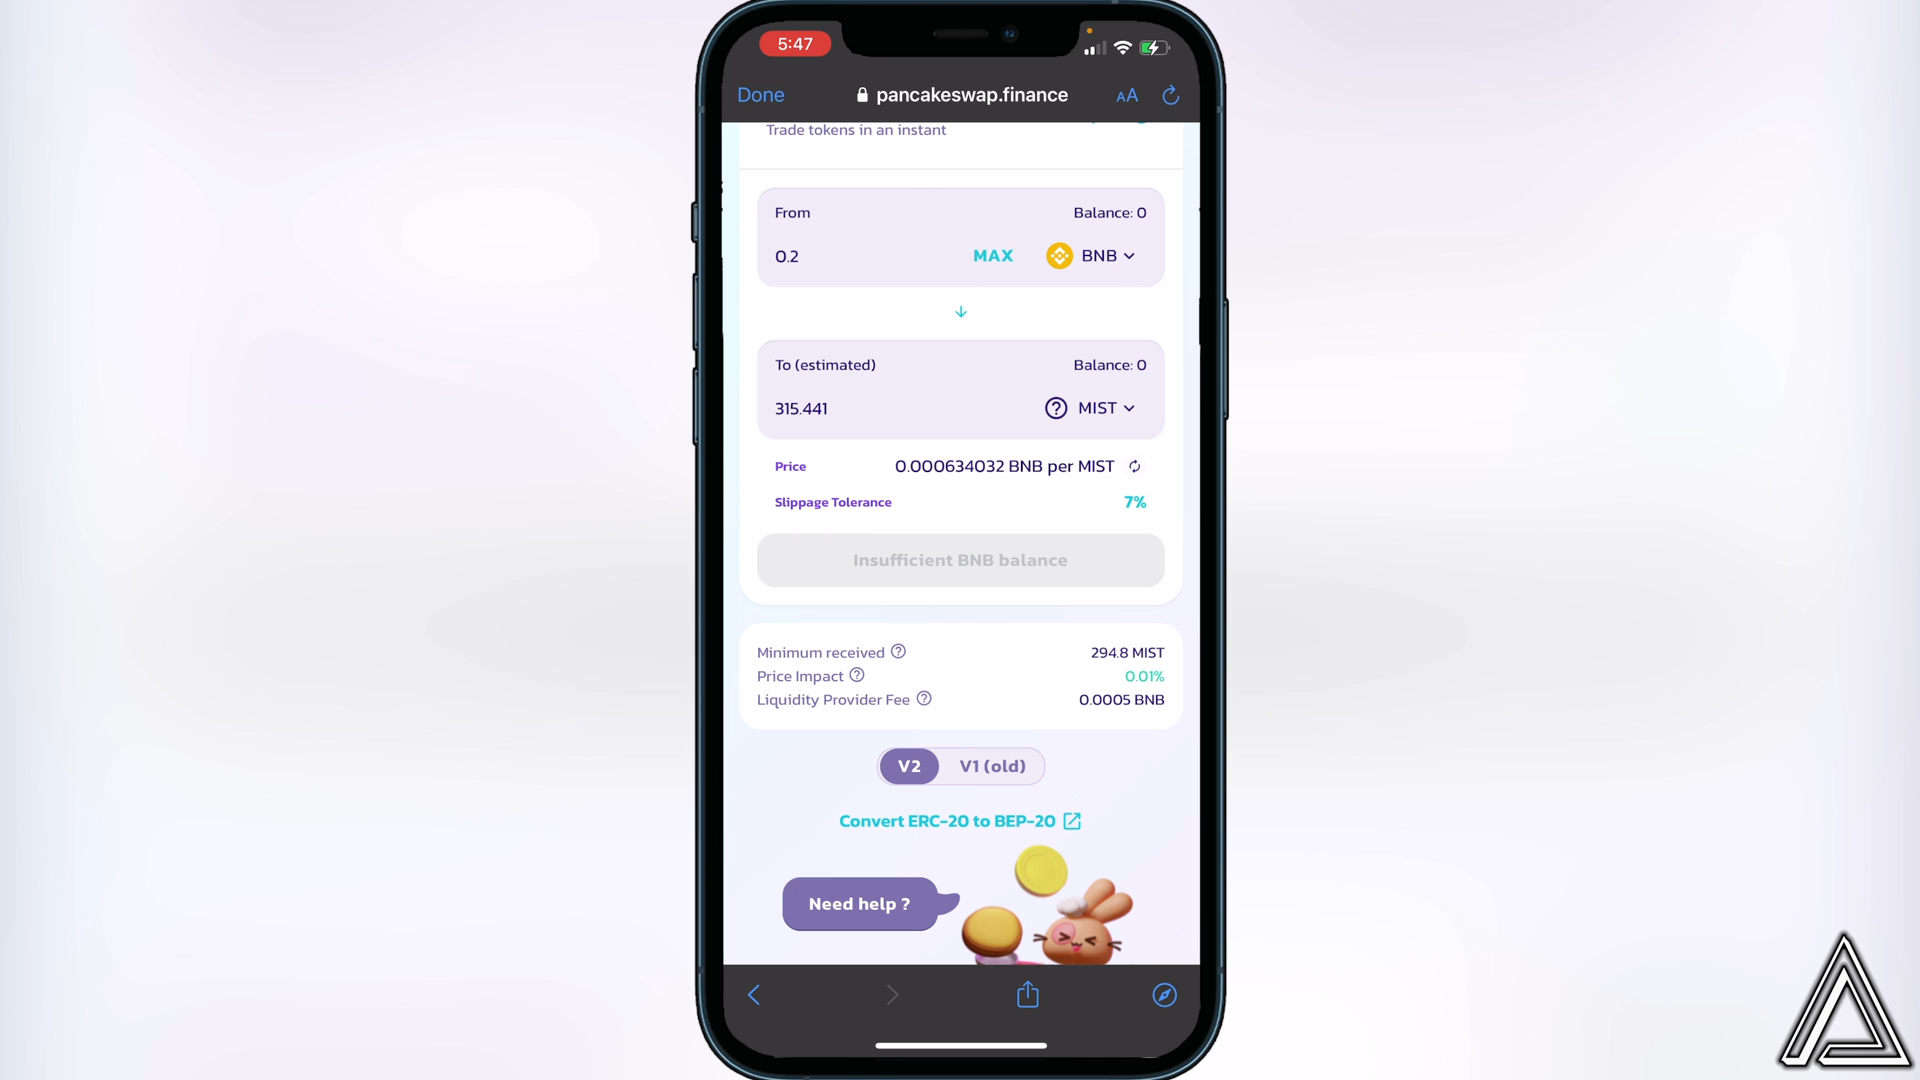 5:47
Done
pancakeswap.finance
AA
Trade tokens in an instant
From
Balance: 0
0.2
MAX
BNB
To (estimated)
Balance: 0
315.441
MIST
Price
0.000634032 BNB per MIST
Slippage Tolerance
7%
Insufficient BNB balance
Minimum received
294.8 MIST
Price Impact
0.01%
Liquidity Provider Fee
0.0005 BNB
V2
V1 (old)
Convert ERC-20 to BEP-20
Need help ?